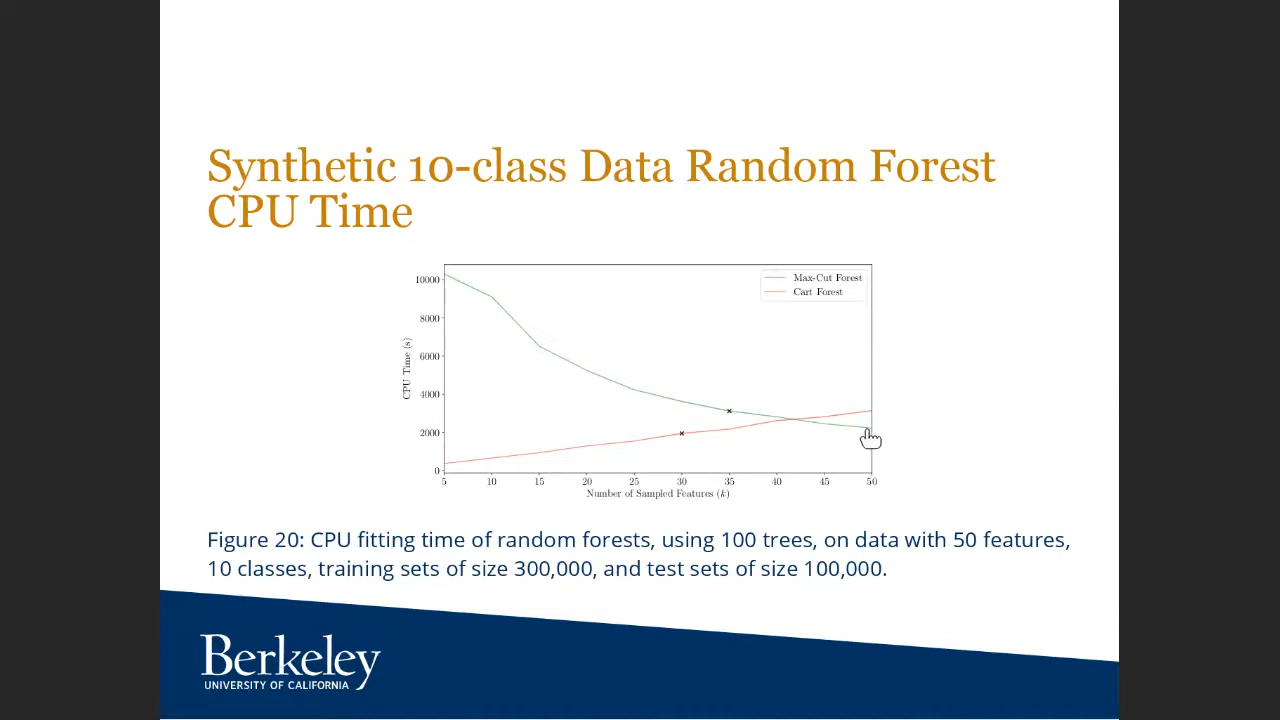 Synthetic 10-class Data Random Forest
CPU Time
Max-Cut Forest
Cart Forest
10000
8000
6000
4000
2000
0
CPU Time (s)
5 10 15 20 25 30 35 40 45 50
Number of Sampled Features (k)
Figure 20: CPU fitting time of random forests, using 100 trees, on data with 50 features,
10 classes, training sets of size 300,000, and test sets of size 100,000.
Berkeley
UNIVERSITY OF CALIFORNIA